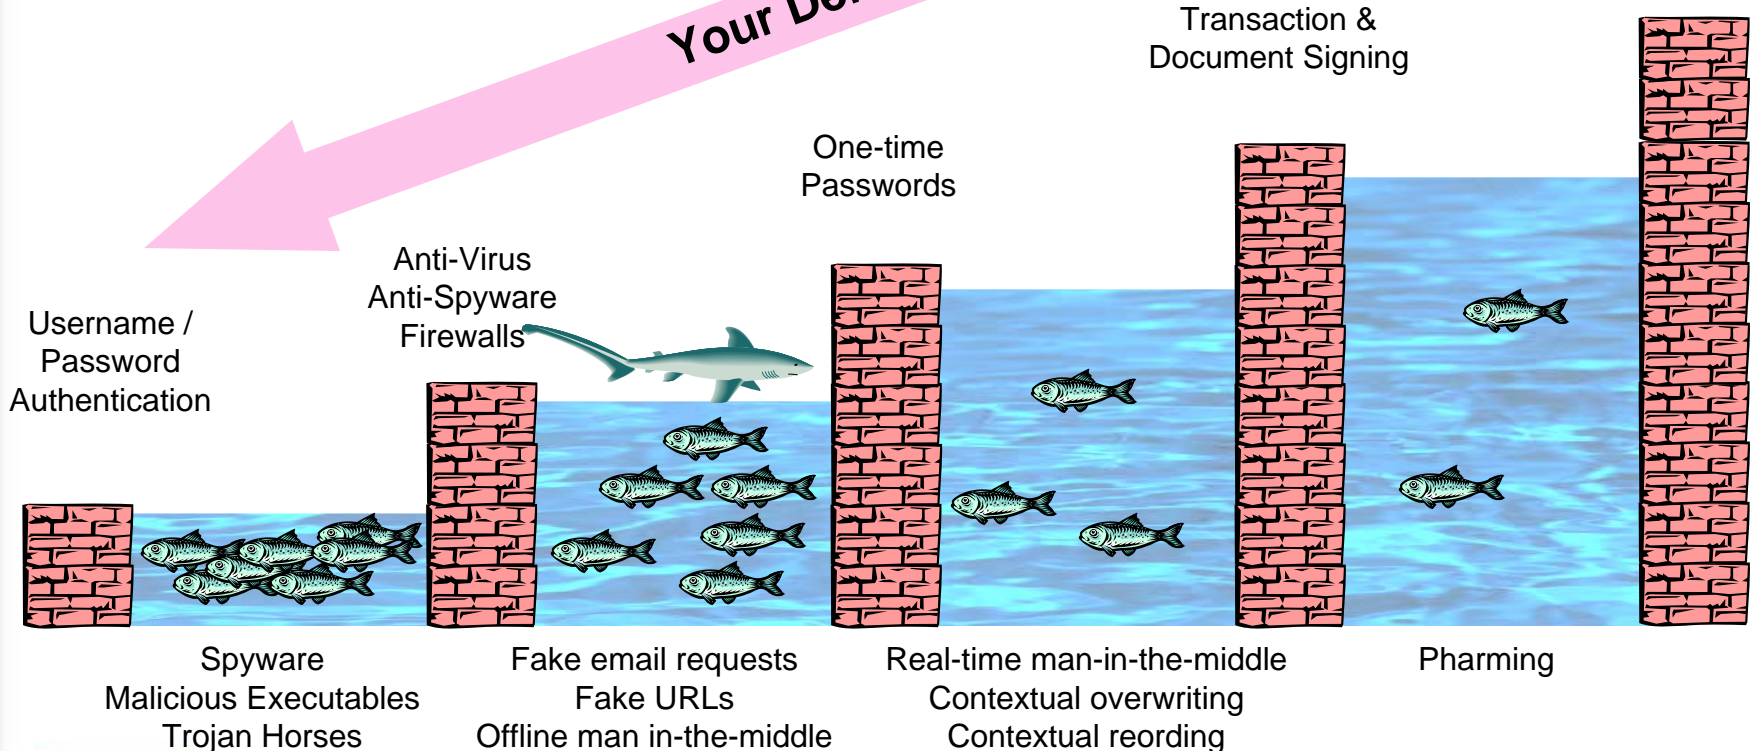 Your
Transaction &
Document Signing
One-time
Passwords
Anti-Virus
Anti-Spyware
Firewalls
Username /
Password
Authentication
Spyware
Malicious Executables
Trojan Horses
Fake email requests
Fake URLs
Offline man in-the-middle
Real-time man-in-the-middle
Contextual overwriting
Contextual reording
Pharming